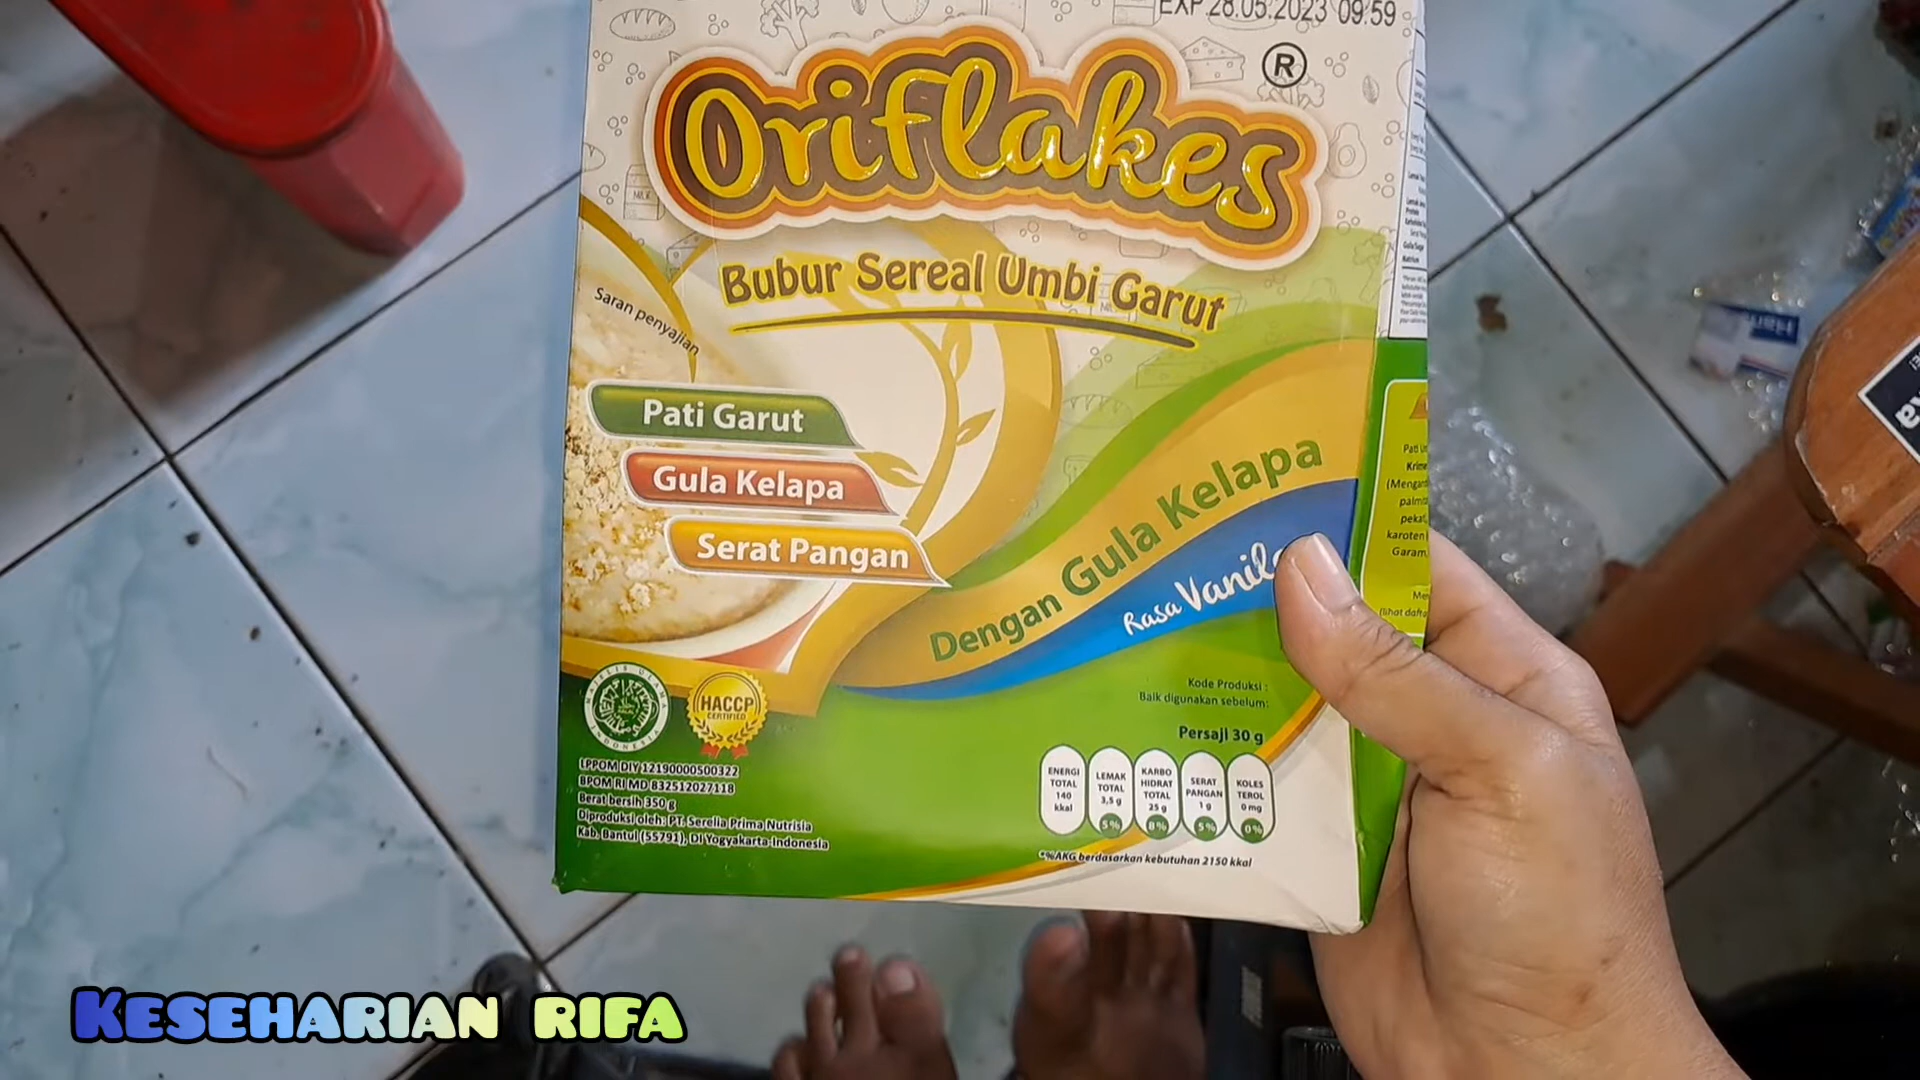 EXP.28.05.2023 09:59
Oriflakes
®
Bubur Sereal Umbi Garut
Saran penyajian
Pati Garut
Gula Kelapa
Serat Pangan
Dengan Gula Kelapa
Rasa Vanila
HACCP
CERTIFIED
INDONESIA
LPPOM DIY 12190000500322
BPOM RI MD 832512027118
Berat bersih 350 g
Diproduksi oleh: PT. Serelia Prima Nutrisia
Kab. Bantul (55791), DI Yogyakarta-Indonesia
Kode Produksi :
Baik digunakan sebelum:
Persaji 30 g
ENERGI TOTAL 140 kkal
LEMAK TOTAL 3,5 g 5%
KARBO HIDRAT TOTAL 25 g 8%
SERAT PANGAN 1 g 5%
KOLES TEROL 0 mg 0%
*%AKG berdasarkan kebutuhan 2150 kkal
KESEHARIAN RIFA